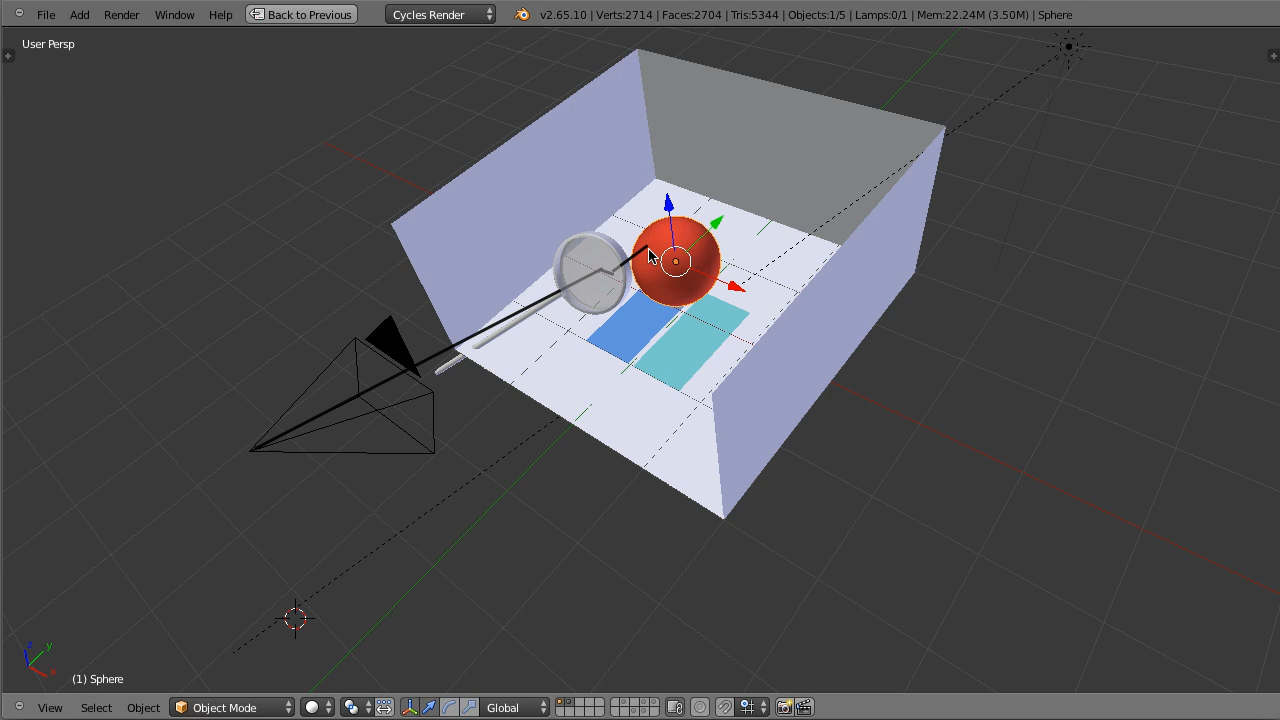 File Add Render Window Help Back to Previous Cycles Render v2.65.10 | Verts:2714 | Faces:2704 | Tris:5344 | Objects:1/5 | Lamps:0/1 | Mem:22.24M (3.50M) | Sphere
User Persp
z y
x
(1) Sphere
View Select Object Object Mode Global